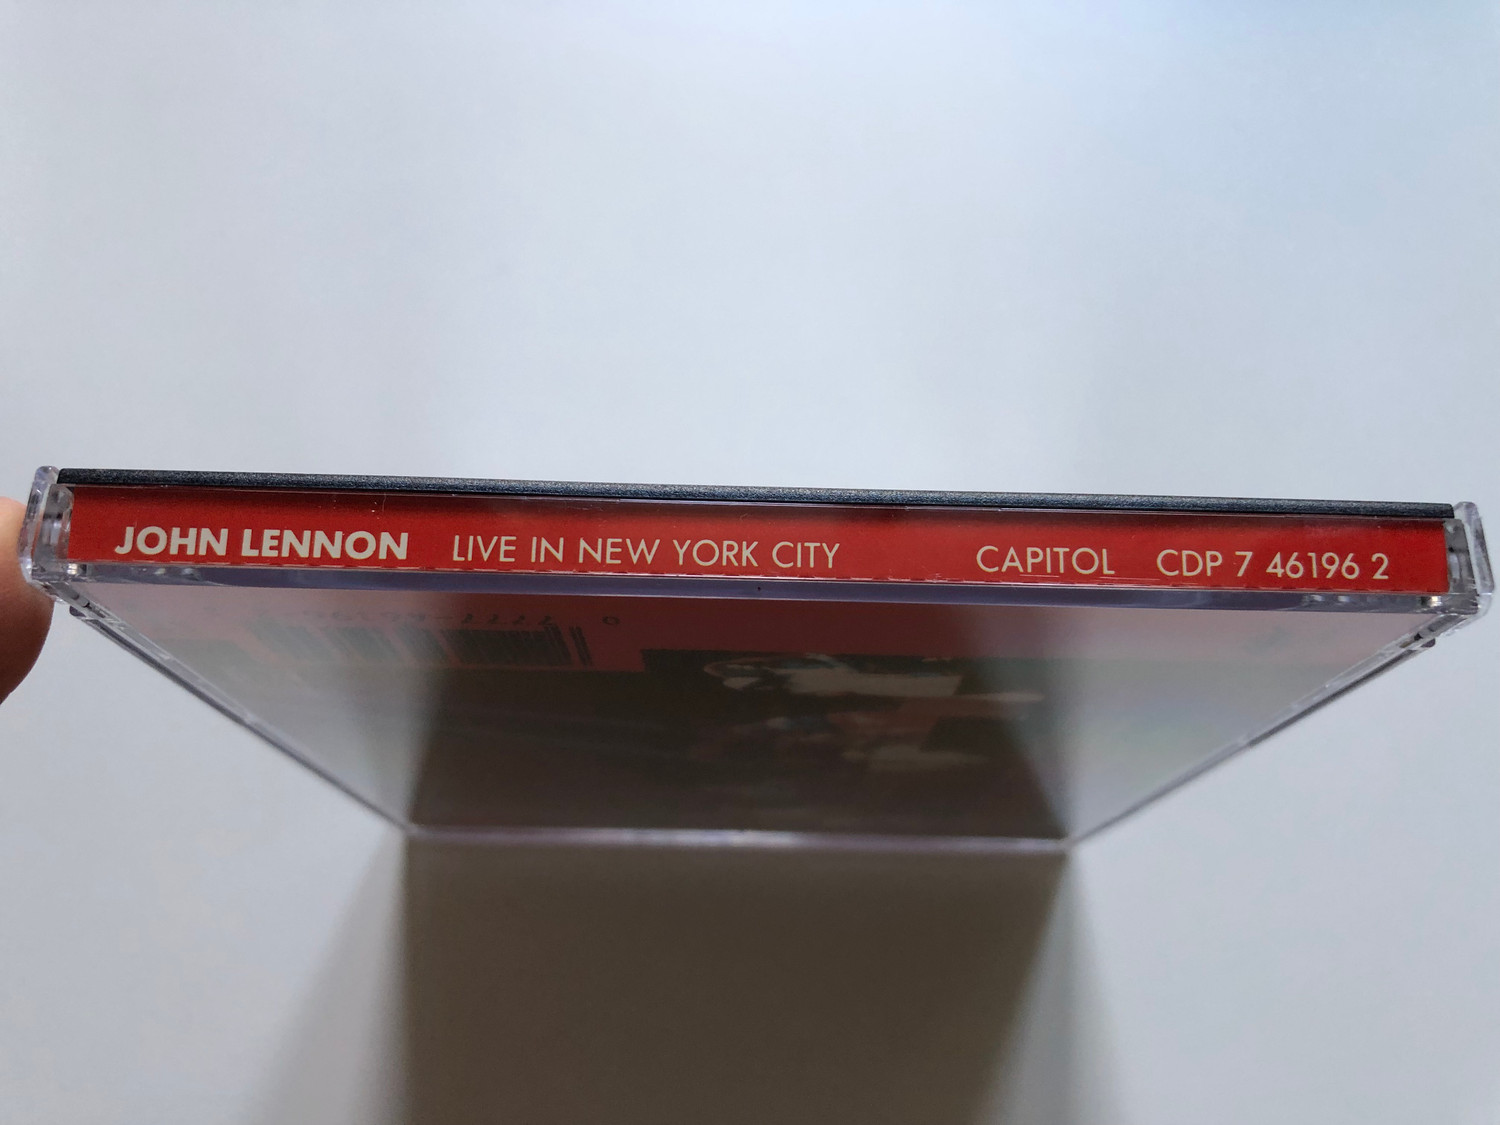 JOHN LENNON LIVE IN NEW YORK CITY CAPITOL CDP 7 46196 2